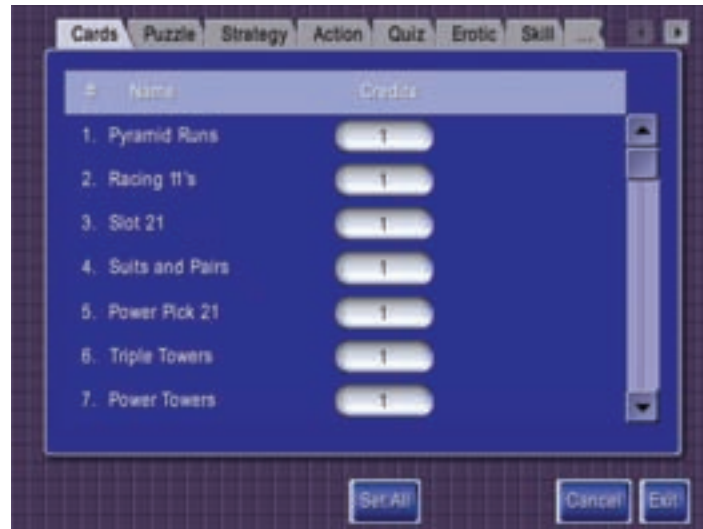 Cards Puzzle Strategy Action Quiz Erotic Skill ...
# Name Credits
1. Pyramid Runs 1
2. Racing 11's 1
3. Slot 21 1
4. Suits and Pairs 1
5. Power Pick 21 1
6. Triple Towers 1
7. Power Towers 1
Set All Cancel Exit